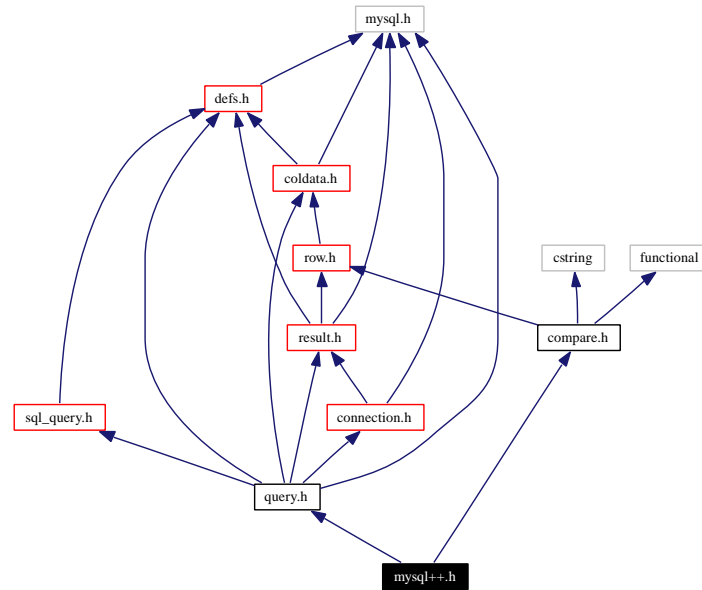 mysql.h
defs.h
coldata.h
row.h
cstring
functional
result.h
compare.h
sql_query.h
connection.h
query.h
mysql++.h